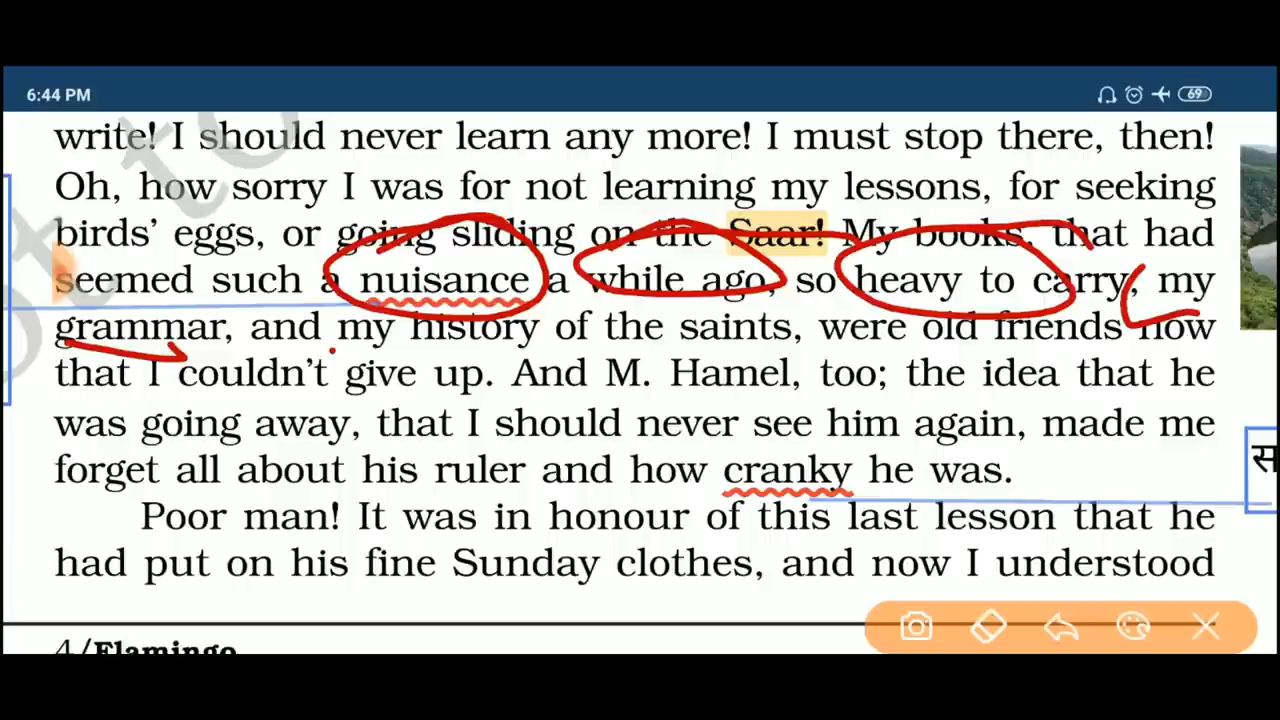 6:44 PM
69
write! I should never learn any more! I must stop there, then!
Oh, how sorry I was for not learning my lessons, for seeking
birds’ eggs, or going sliding on the Saar! My books, that had
seemed such a nuisance a while ago, so heavy to carry, my
grammar, and my history of the saints, were old friends now
that I couldn’t give up. And M. Hamel, too; the idea that he
was going away, that I should never see him again, made me
forget all about his ruler and how cranky he was.
Poor man! It was in honour of this last lesson that he
had put on his fine Sunday clothes, and now I understood
4/Flamingo